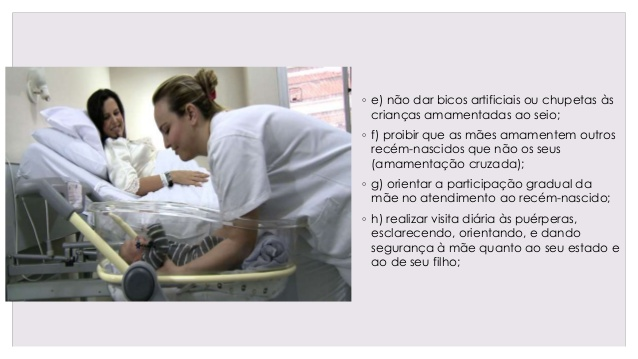 ◦ e) não dar bicos artificiais ou chupetas às
crianças amamentadas ao seio;
◦ f) proibir que as mães amamentem outros
recém-nascidos que não os seus
(amamentação cruzada);
◦ g) orientar a participação gradual da
mãe no atendimento ao recém-nascido;
◦ h) realizar visita diária às puérperas,
esclarecendo, orientando, e dando
segurança à mãe quanto ao seu estado e
ao de seu filho;